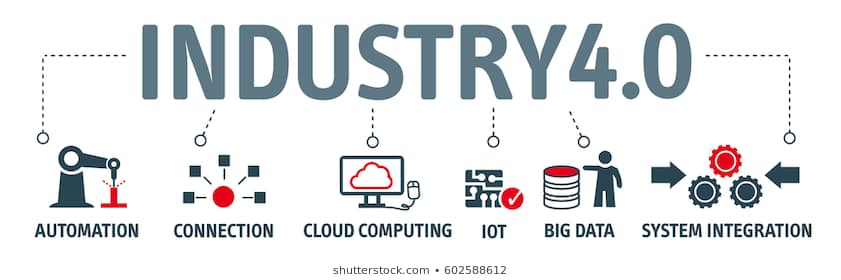 INDUSTRY4.0
AUTOMATION
CONNECTION
CLOUD COMPUTING
IOT
BIG DATA
SYSTEM INTEGRATION
shutterstock.com • 602588612